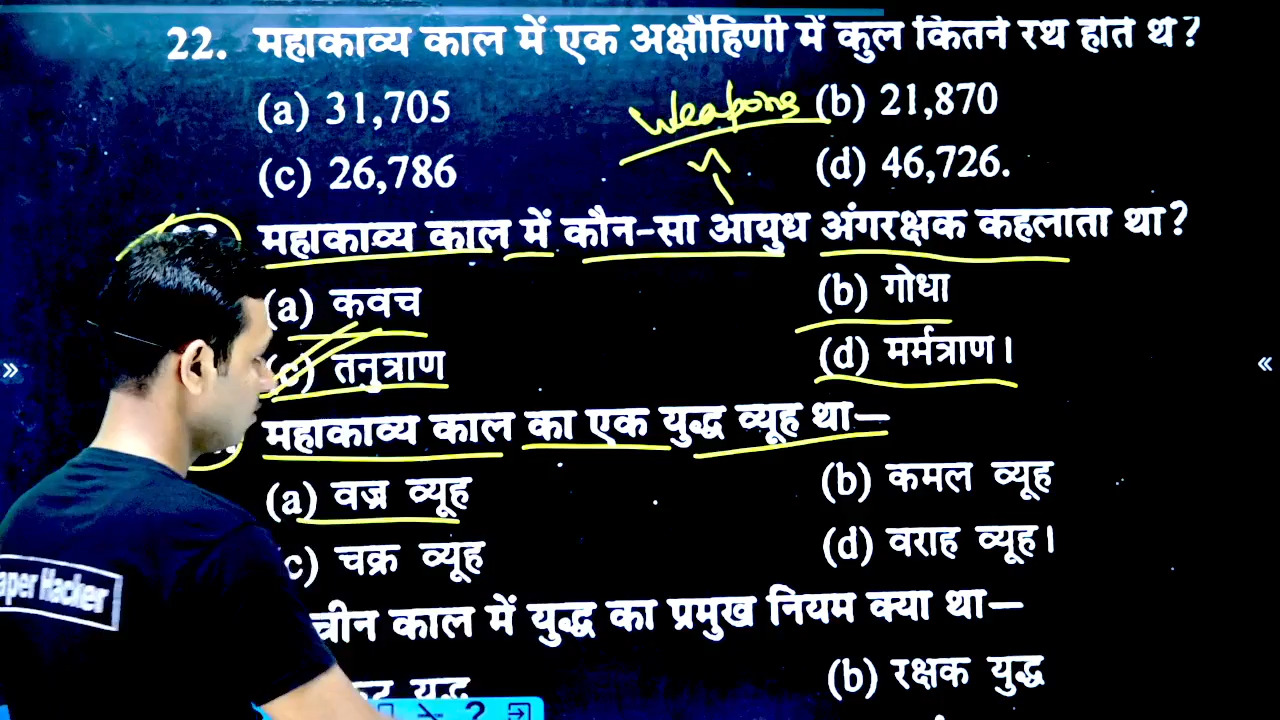 22. महाकाव्य काल में एक अक्षौहिणी में कुल कितने रथ होते थे?
(a) 31,705 (b) 21,870
weapons
(c) 26,786 (d) 46,726.
महाकाव्य काल में कौन-सा आयुध अंगरक्षक कहलाता था?
(a) कवच (b) गोधा
(c) तनुत्राण (d) मर्मत्राण।
महाकाव्य काल का एक युद्ध व्यूह था—
(a) वज्र व्यूह (b) कमल व्यूह
c) चक्र व्यूह (d) वराह व्यूह।
काल में युद्ध का प्रमुख नियम क्या था—
युद्ध (b) रक्षक युद्ध
aper Hacker